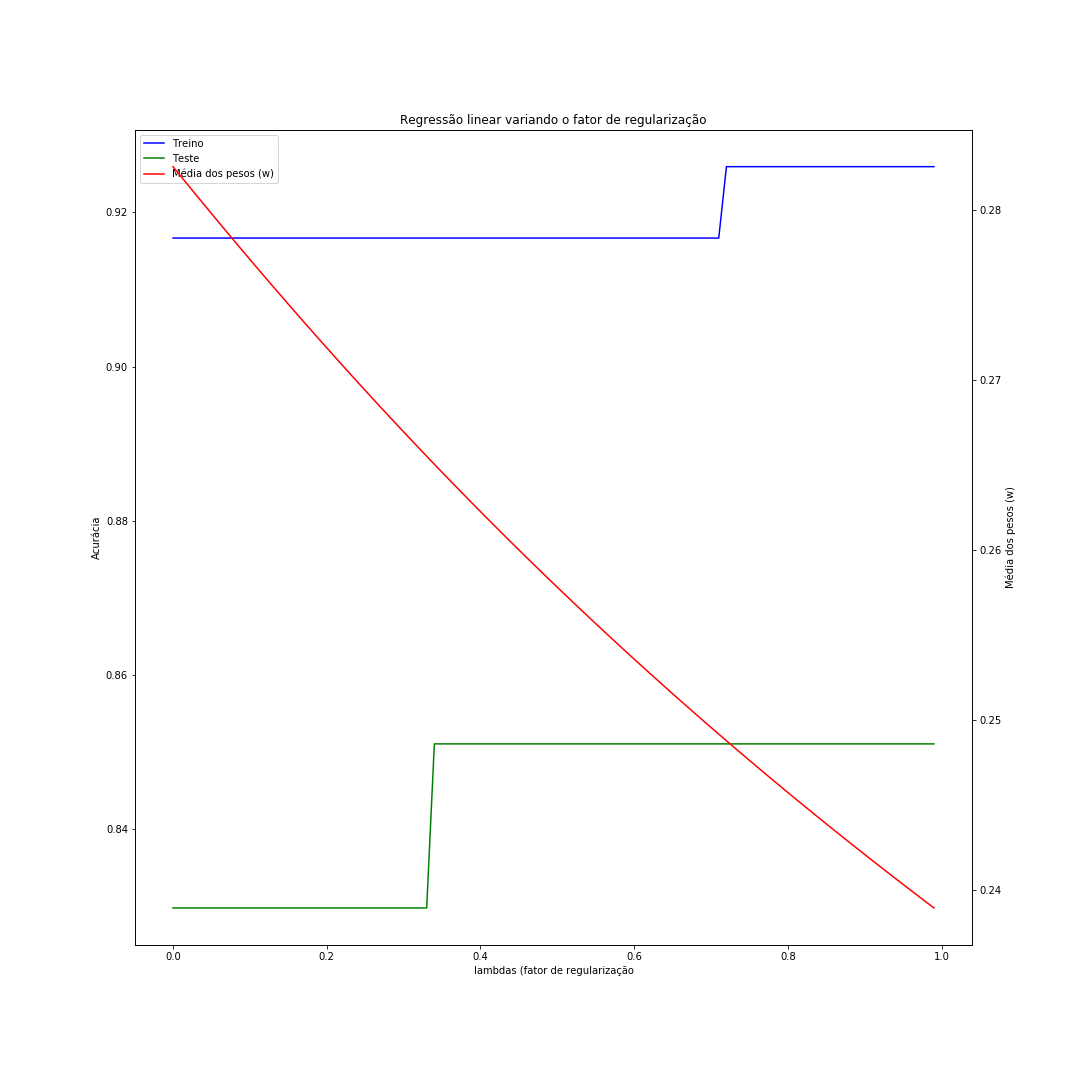 Regressão linear variando o fator de regularização
Treino
Teste
Média dos pesos (w)
0.92
0.90
0.88
0.86
0.84
Acurácia
0.28
0.27
0.26
0.25
0.24
Média dos pesos (w)
0.0 0.2 0.4 0.6 0.8 1.0
lambdas (fator de regularização